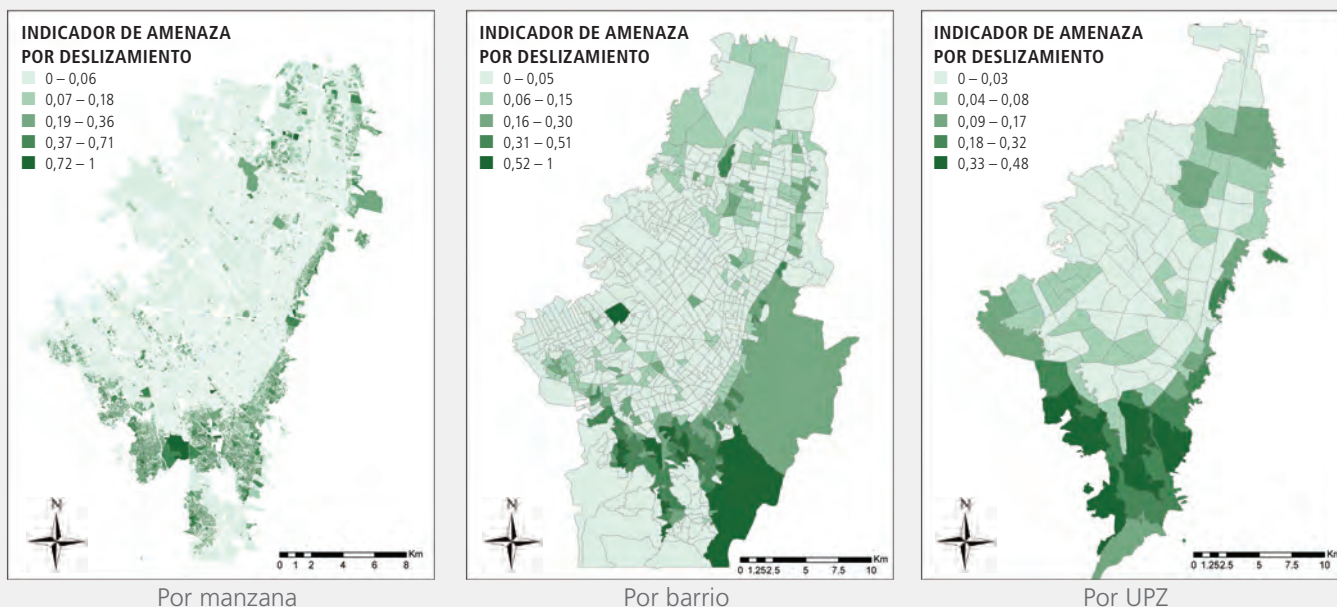 INDICADOR DE AMENAZA
POR DESLIZAMIENTO
0 – 0,06
0,07 – 0,18
0,19 – 0,36
0,37 – 0,71
0,72 – 1
N
Km
0 1 2 4 6 8
Por manzana
INDICADOR DE AMENAZA
POR DESLIZAMIENTO
0 – 0,05
0,06 – 0,15
0,16 – 0,30
0,31 – 0,51
0,52 – 1
N
Km
0 1.252.5 5 7.5 10
Por barrio
INDICADOR DE AMENAZA
POR DESLIZAMIENTO
0 – 0,03
0,04 – 0,08
0,09 – 0,17
0,18 – 0,32
0,33 – 0,48
N
Km
0 1.252.5 5 7.5 10
Por UPZ